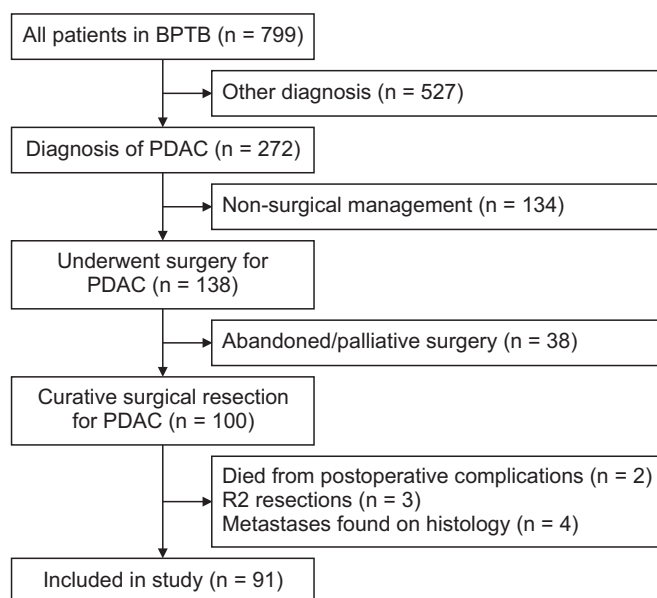 All patients in BPTB (n = 799)
Other diagnosis (n = 527)
Diagnosis of PDAC (n = 272)
Non-surgical management (n = 134)
Underwent surgery for
PDAC (n = 138)
Abandoned/palliative surgery (n = 38)
Curative surgical resection
for PDAC (n = 100)
Died from postoperative complications (n = 2)
R2 resections (n = 3)
Metastases found on histology (n = 4)
Included in study (n = 91)